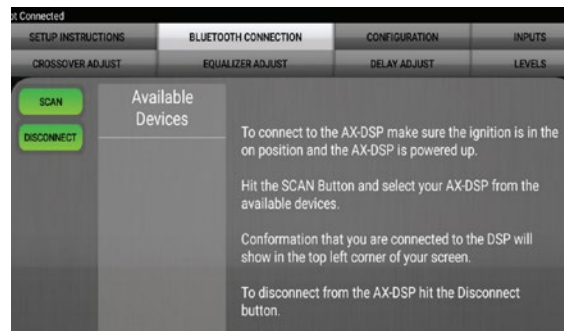 ot Connected
SETUP INSTRUCTIONS BLUETOOTH CONNECTION CONFIGURATION INPUTS
CROSSOVER ADJUST EQUALIZER ADJUST DELAY ADJUST LEVELS
SCAN
DISCONNECT
Available
Devices
To connect to the AX-DSP make sure the ignition is in the
on position and the AX-DSP is powered up.
Hit the SCAN Button and select your AX-DSP from the
available devices.
Conformation that you are connected to the DSP will
show in the top left corner of your screen.
To disconnect from the AX-DSP hit the Disconnect
button.